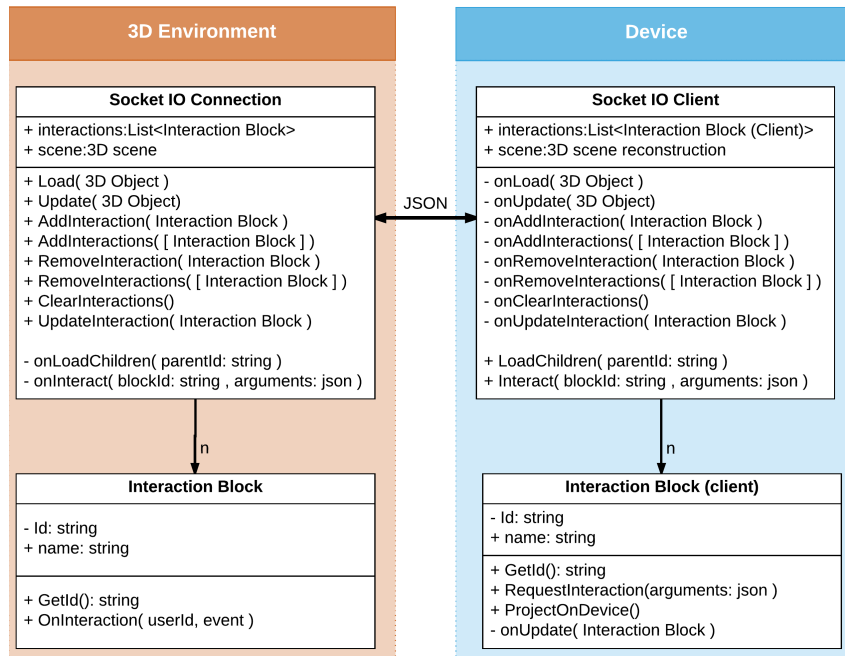 3D Environment
Socket IO Connection
+ interactions:List<Interaction Block>
+ scene:3D scene
+ Load( 3D Object )
+ Update( 3D Object)
+ AddInteraction( Interaction Block )
+ AddInteractions( [ Interaction Block ] )
+ RemoveInteraction( Interaction Block )
+ RemoveInteractions( [ Interaction Block ] )
+ ClearInteractions()
+ UpdateInteraction( Interaction Block )
- onLoadChildren( parentId: string )
- onInteract( blockId: string , arguments: json )
n
Interaction Block
- Id: string
+ name: string
+ GetId(): string
+ OnInteraction( userId, event )
JSON
Device
Socket IO Client
+ interactions:List<Interaction Block (Client)>
+ scene:3D scene reconstruction
- onLoad( 3D Object )
- onUpdate( 3D Object)
- onAddInteraction( Interaction Block )
- onAddInteractions( [ Interaction Block ] )
- onRemoveInteraction( Interaction Block )
- onRemoveInteractions( [ Interaction Block ] )
- onClearInteractions()
- onUpdateInteraction( Interaction Block )
+ LoadChildren( parentId: string )
+ Interact( blockId: string , arguments: json )
n
Interaction Block (client)
- Id: string
+ name: string
+ GetId(): string
+ RequestInteraction(arguments: json )
+ ProjectOnDevice()
- onUpdate( Interaction Block )